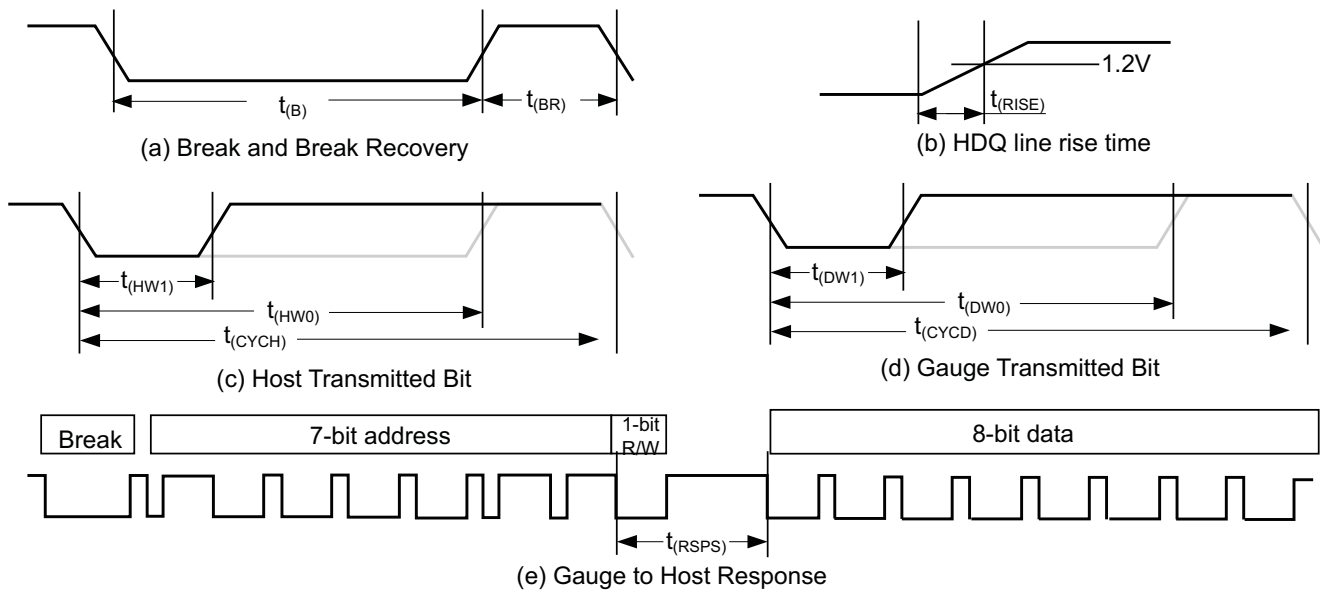 t(B)
t(BR)
(a) Break and Break Recovery
1.2V
t(RISE)
(b) HDQ line rise time
t(HW1)
t(HW0)
t(CYCH)
(c) Host Transmitted Bit
t(DW1)
t(DW0)
t(CYCD)
(d) Gauge Transmitted Bit
Break
7-bit address
1-bit
R/W
8-bit data
t(RSPS)
(e) Gauge to Host Response